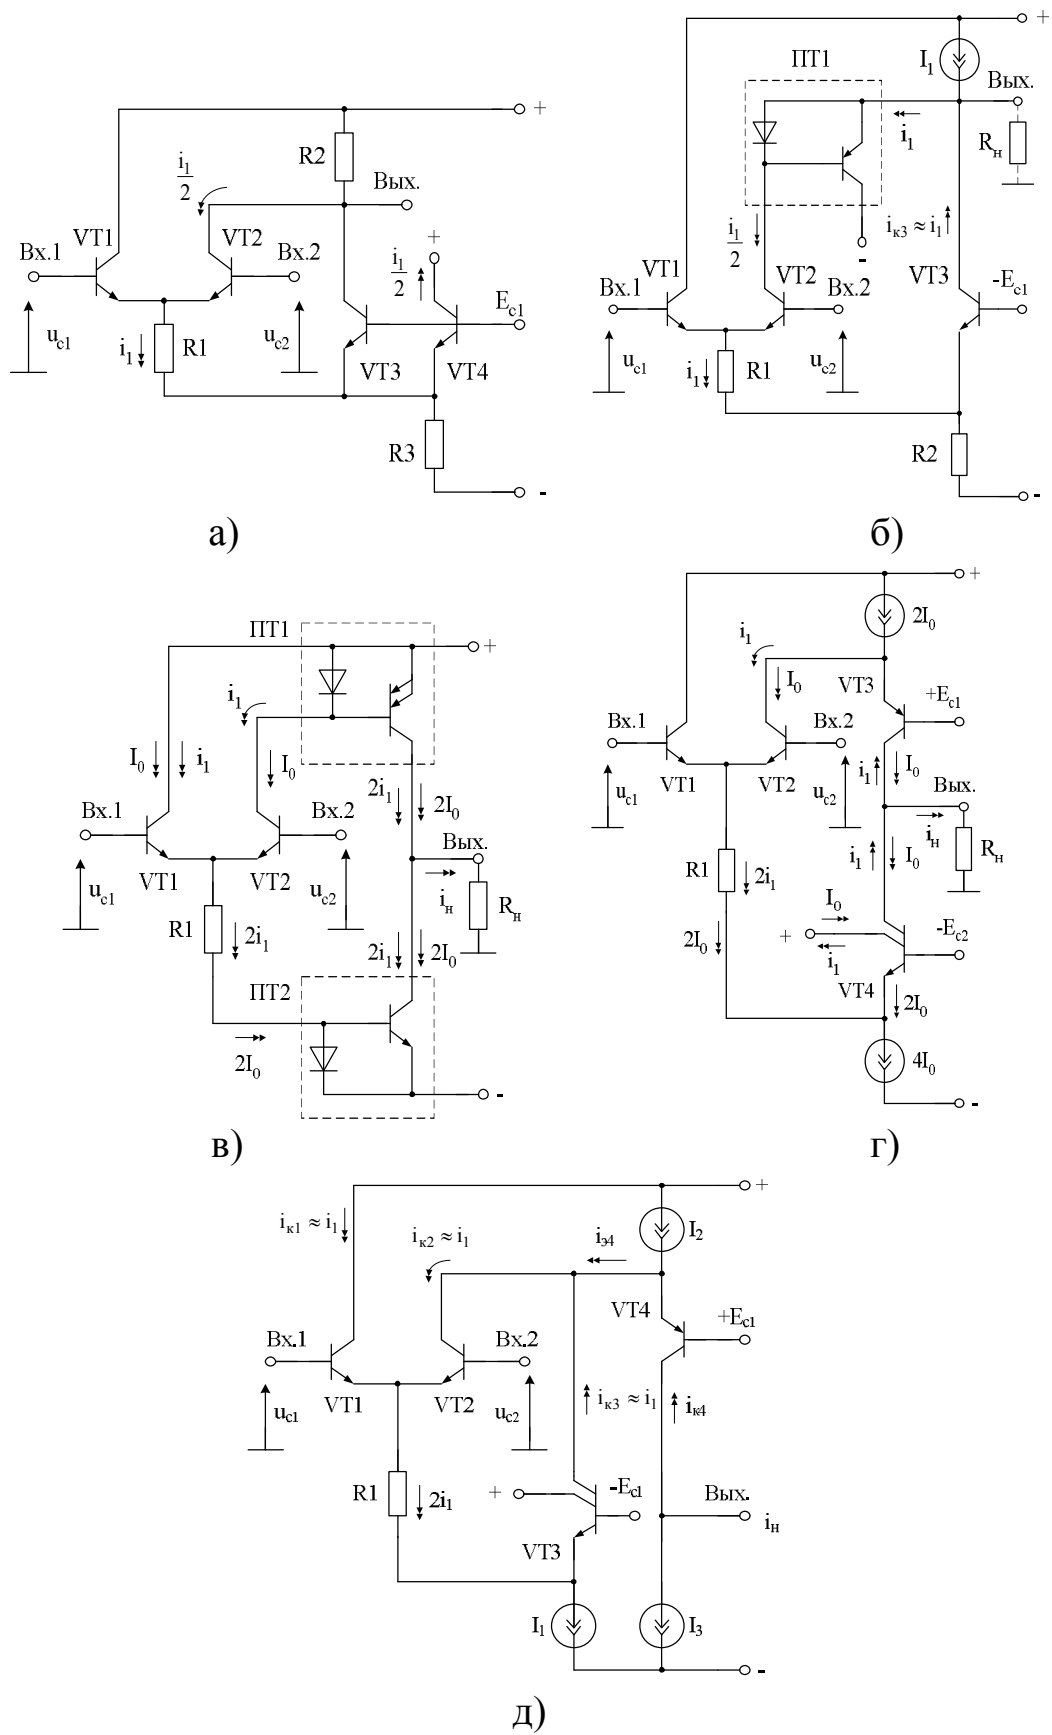 +
R2
i₁/2
Вых.
VT1
VT2
+
Вх.1
Вх.2
i₁/2
Ec1
uc1
i₁
R1
uc2
VT3
VT4
R3
-
а)
+
I₁
ПТ1
Вых.
i₁
Rн
iк3 ≈ i₁
i₁/2
-
VT1
VT2
VT3
Вх.1
Вх.2
-Ec1
uc1
i₁
R1
uc2
R2
-
б)
ПТ1
+
i₁
I₀
i₁
I₀
2i₁
2I₀
Вх.1
Вх.2
Вых.
VT1
VT2
uc1
uc2
iн
Rн
R1
2i₁
2i₁
2I₀
ПТ2
2I₀
-
в)
+
2I₀
i₁
I₀
VT3
+Ec1
Вх.1
Вх.2
VT1
VT2
i₁
I₀
uc1
uc2
Вых.
iн
Rн
i₁
I₀
R1
2i₁
I₀
2I₀
+
i₁
-Ec2
VT4
2I₀
4I₀
-
г)
+
iк1 ≈ i₁
iк2 ≈ i₁
iэ4
I₂
VT4
+Ec1
Вх.1
Вх.2
VT1
VT2
uc1
uc2
iк3 ≈ i₁
iк4
R1
2i₁
+
-Ec1
Вых.
iн
VT3
I₁
I₃
-
д)